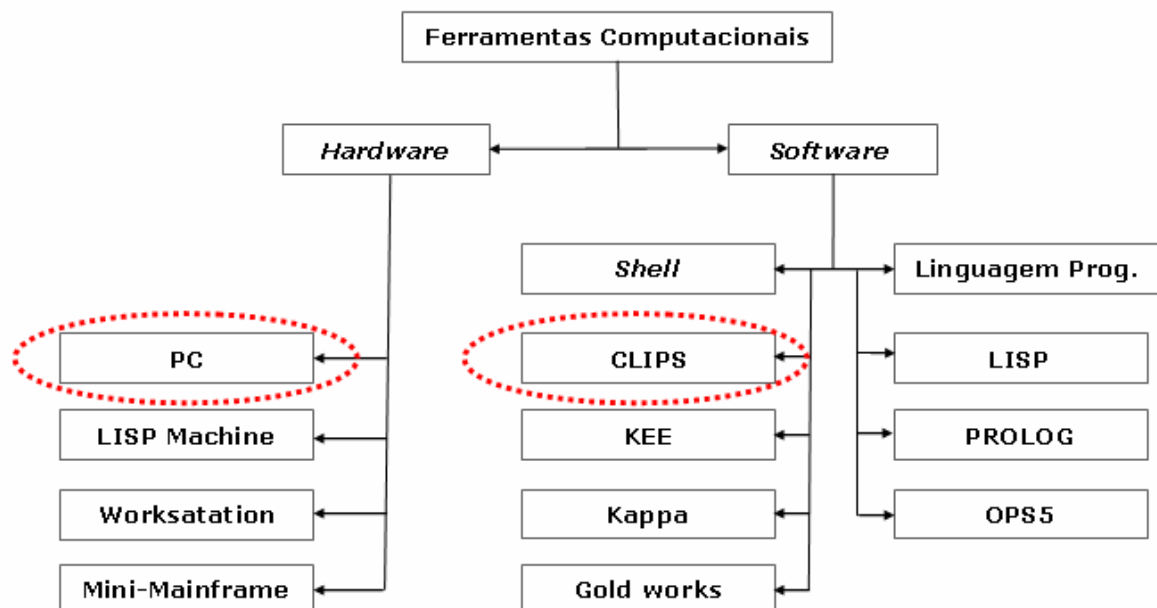 Ferramentas Computacionais
Hardware
Software
Shell
Linguagem Prog.
PC
CLIPS
LISP
LISP Machine
KEE
PROLOG
Worksatation
Kappa
OPS5
Mini-Mainframe
Gold works